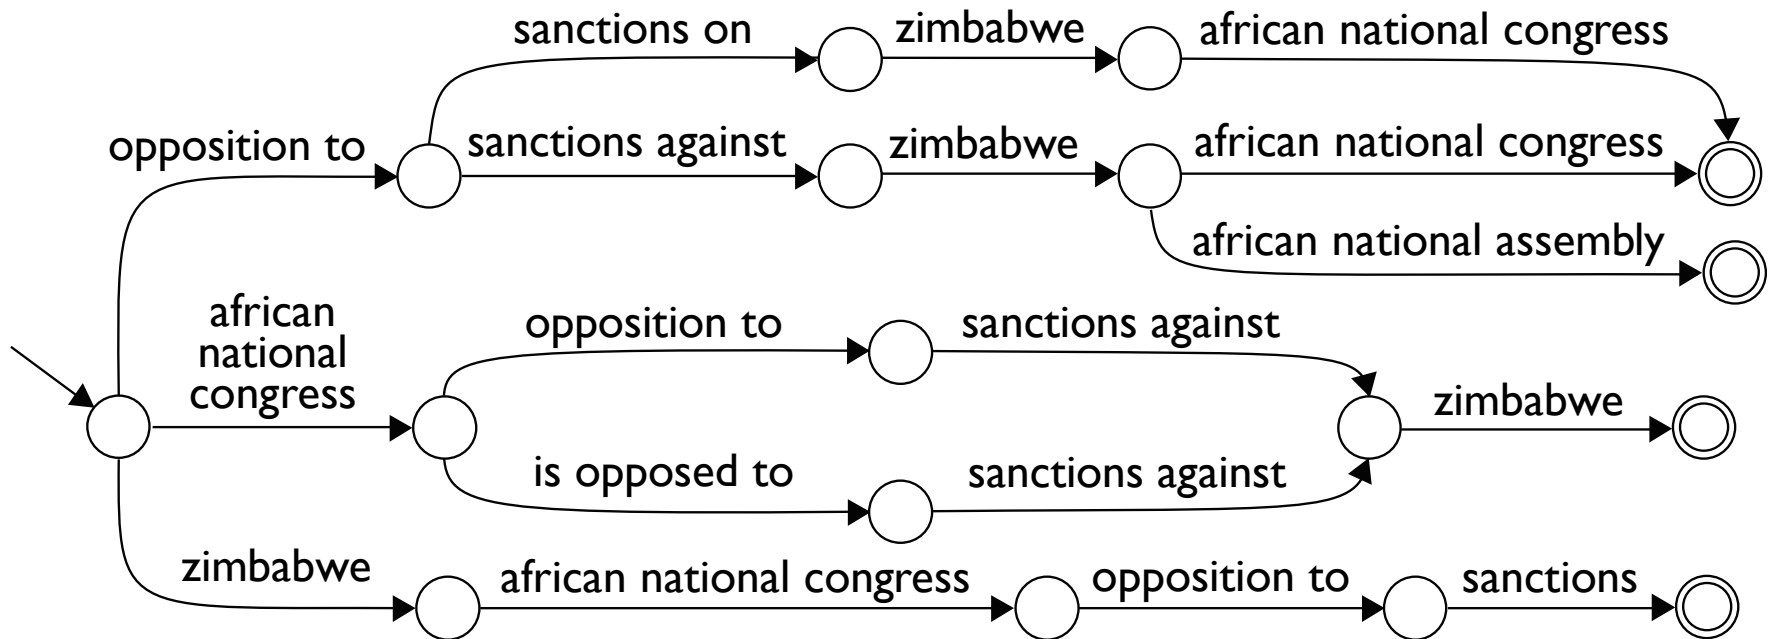 sanctions on
zimbabwe
african national congress
opposition to
sanctions against
zimbabwe
african national congress
african national assembly
african
national
congress
opposition to
sanctions against
zimbabwe
is opposed to
sanctions against
zimbabwe
african national congress
opposition to
sanctions